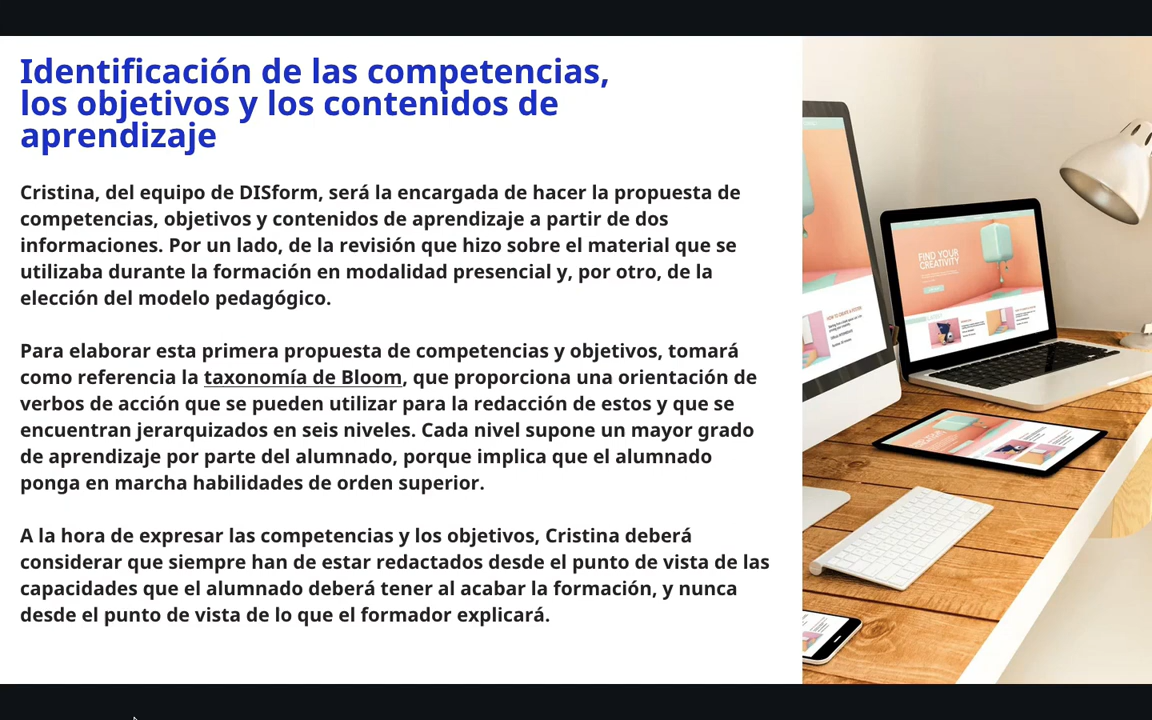 Identificación de las competencias,
los objetivos y los contenidos de
aprendizaje
Cristina, del equipo de DISform, será la encargada de hacer la propuesta de
competencias, objetivos y contenidos de aprendizaje a partir de dos
informaciones. Por un lado, de la revisión que hizo sobre el material que se
utilizaba durante la formación en modalidad presencial y, por otro, de la
elección del modelo pedagógico.
Para elaborar esta primera propuesta de competencias y objetivos, tomará
como referencia la taxonomía de Bloom, que proporciona una orientación de
verbos de acción que se pueden utilizar para la redacción de estos y que se
encuentran jerarquizados en seis niveles. Cada nivel supone un mayor grado
de aprendizaje por parte del alumnado, porque implica que el alumnado
ponga en marcha habilidades de orden superior.
A la hora de expresar las competencias y los objetivos, Cristina deberá
considerar que siempre han de estar redactados desde el punto de vista de las
capacidades que el alumnado deberá tener al acabar la formación, y nunca
desde el punto de vista de lo que el formador explicará.
FIND YOUR
CREATIVITY